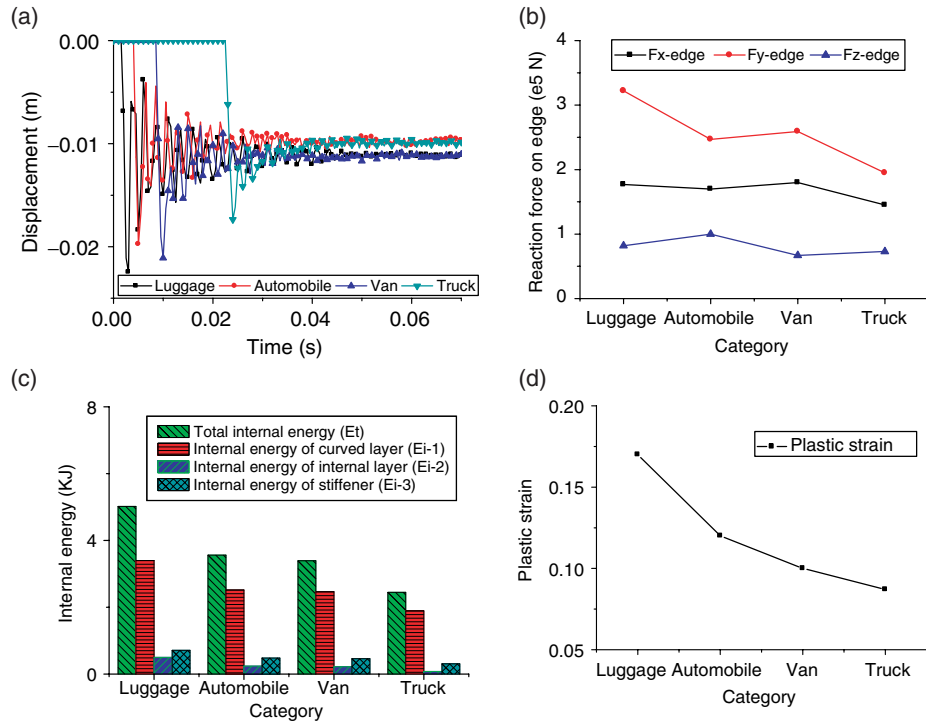 (a)
0.00
−0.01
−0.02
Displacement (m)
Luggage Automobile Van Truck
0.00 0.02 0.04 0.06
Time (s)
(b)
Fx-edge Fy-edge Fz-edge
4
3
2
1
0
Reaction force on edge (e5 N)
Luggage Automobile Van Truck
Category
(c)
8
4
0
Internal energy (KJ)
Total internal energy (Et)
Internal energy of curved layer (Ei-1)
Internal energy of internal layer (Ei-2)
Internal energy of stiffener (Ei-3)
Luggage Automobile Van Truck
Category
(d)
0.20
0.15
0.10
0.05
Plastic strain
Plastic strain
Luggage Automobile Van Truck
Category